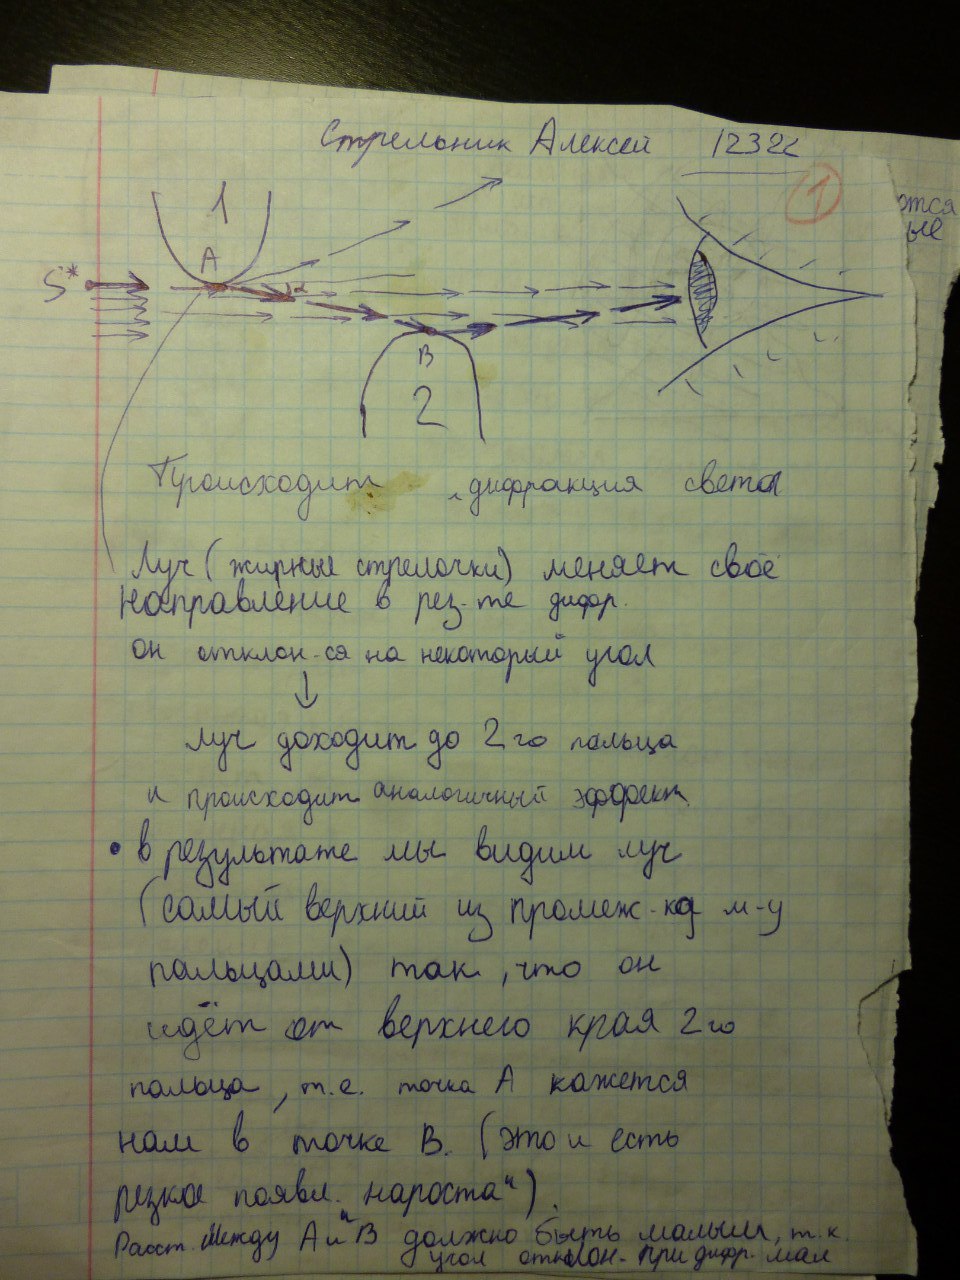 Стрельник Алексей 12322
1
ются
ые
1
A
S*
α
B
2
Происходит дифракция света
Луч (жирные стрелочки) меняет своё
направление в рез-те дифр.
он отклон-ся на некоторый угол
↓
луч доходит до 2го пальца
и происходит аналогичный эффект
• в результате мы видим луч
(самый верхний из промеж-ка м-у
пальцами) так, что он
идёт от верхнего края 2го
пальца, т.е. точка A кажется
нам в точке B. (это и есть
резкое появл. "нароста").
Расст. между A и B должно быть малым, т.к.
угол отклон. при дифр. мал